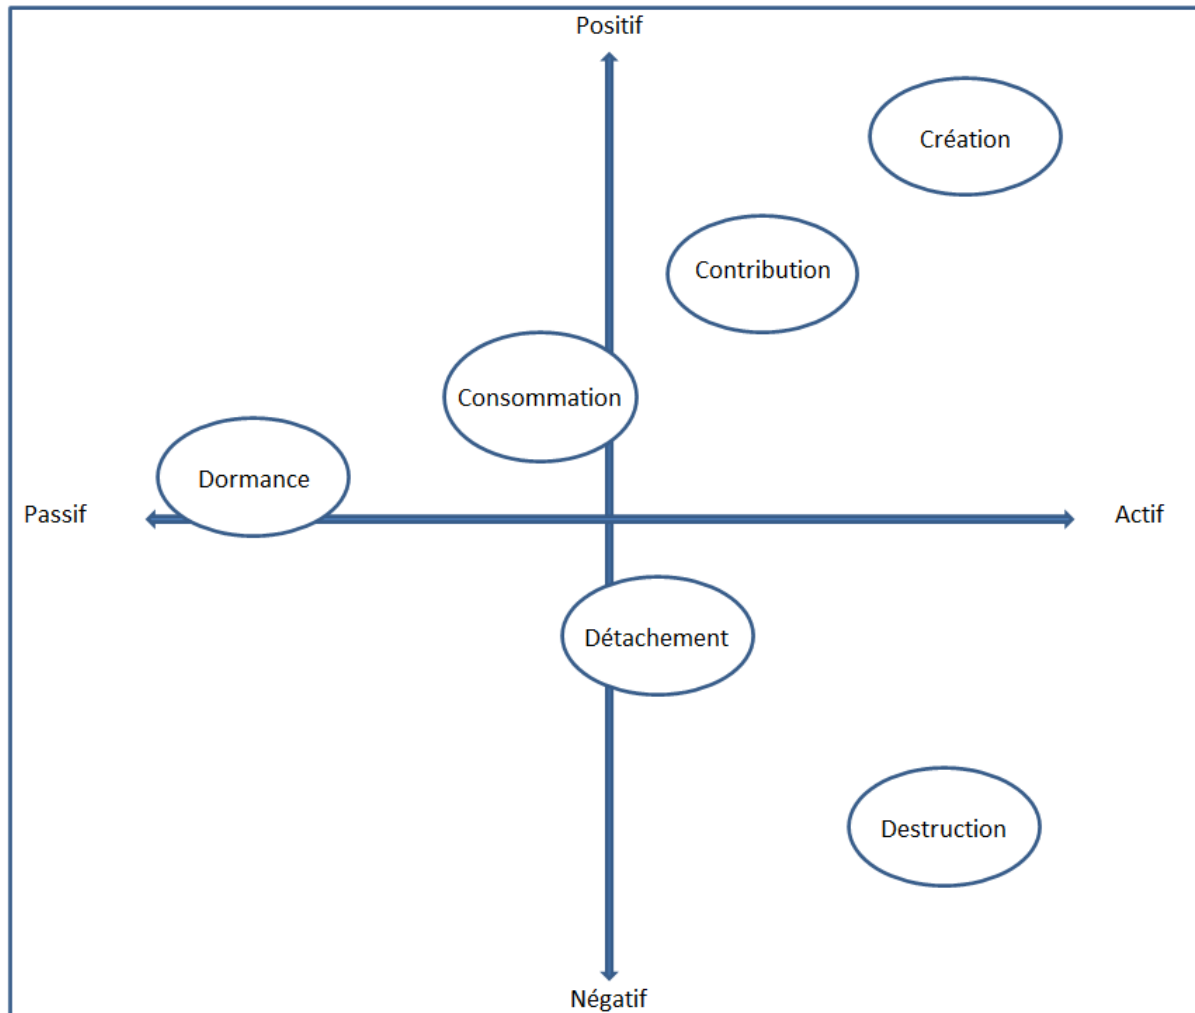 Positif
Création
Contribution
Consommation
Dormance
Passif
Actif
Détachement
Destruction
Négatif